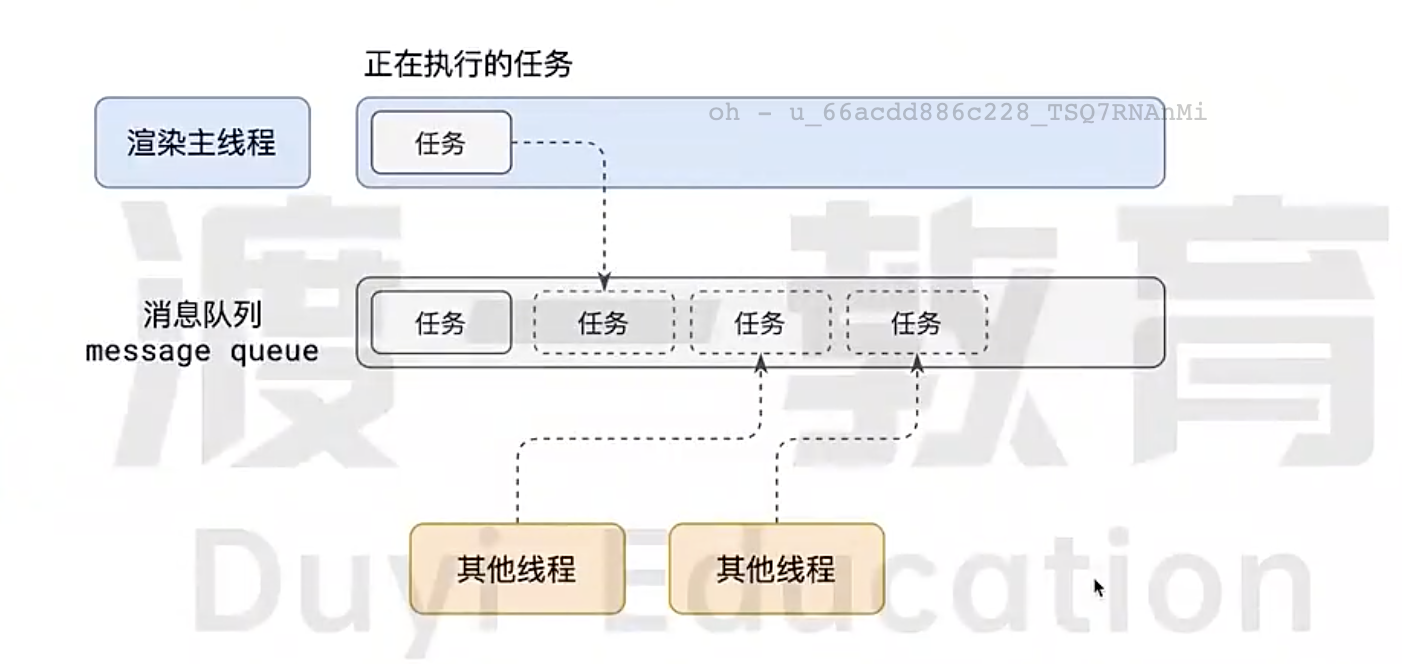 正在执行的任务
oh - u_66acdd886c228_TSQ7RNAnMi
渲染主线程
任务
消息队列
message queue
任务 任务 任务 任务
其他线程 其他线程
渡一教育
Duyi Education